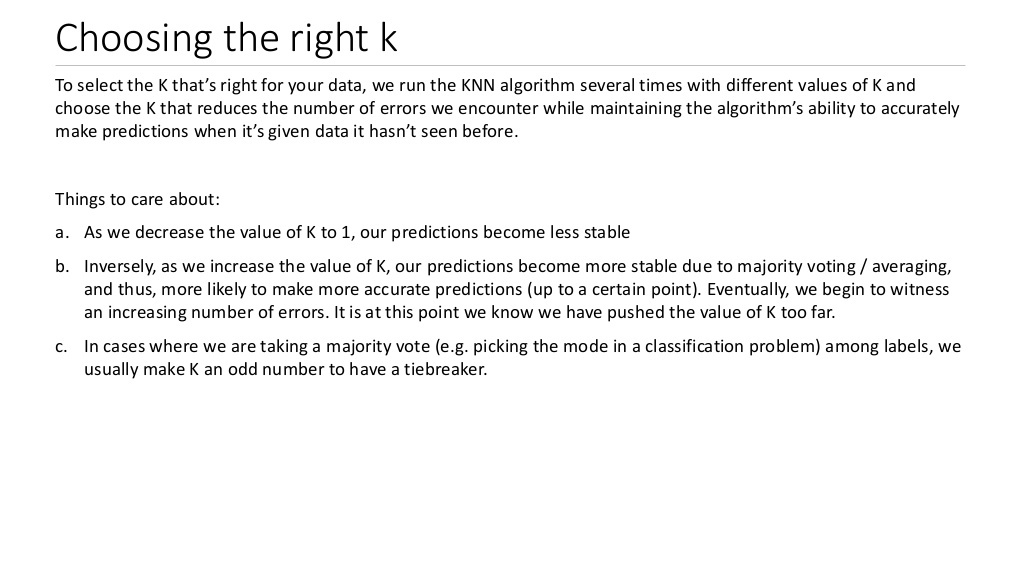 Choosing the right k
To select the K that’s right for your data, we run the KNN algorithm several times with different values of K and
choose the K that reduces the number of errors we encounter while maintaining the algorithm’s ability to accurately
make predictions when it’s given data it hasn’t seen before.
Things to care about:
a. As we decrease the value of K to 1, our predictions become less stable
b. Inversely, as we increase the value of K, our predictions become more stable due to majority voting / averaging,
and thus, more likely to make more accurate predictions (up to a certain point). Eventually, we begin to witness
an increasing number of errors. It is at this point we know we have pushed the value of K too far.
c. In cases where we are taking a majority vote (e.g. picking the mode in a classification problem) among labels, we
usually make K an odd number to have a tiebreaker.